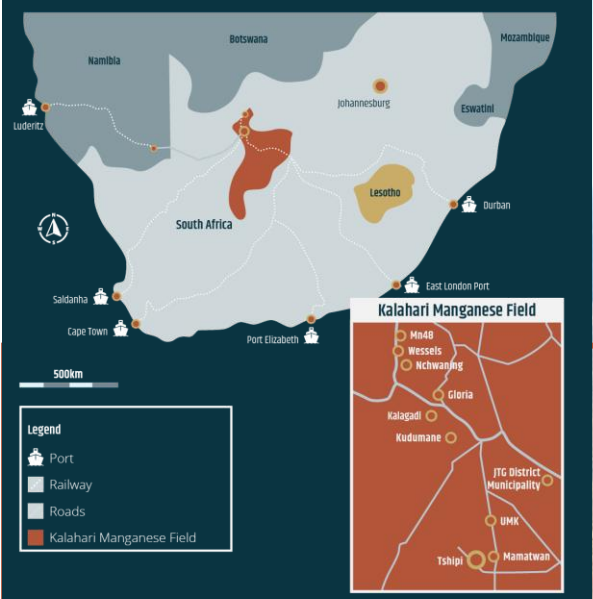 Botswana
Mozambique
Namibia
Johannesburg
Eswatini
Luderitz
Lesotho
Durban
N
W
E
S
South Africa
East London Port
Saldanha
Cape Town
Port Elizabeth
500km
Legend
Port
Railway
Roads
Kalahari Manganese Field
Kalahari Manganese Field
Mn48
Wessels
Nchwaning
Gloria
Kalagadi
Kudumane
JTG District
Municipality
UMK
Tshipi
Mamatwan